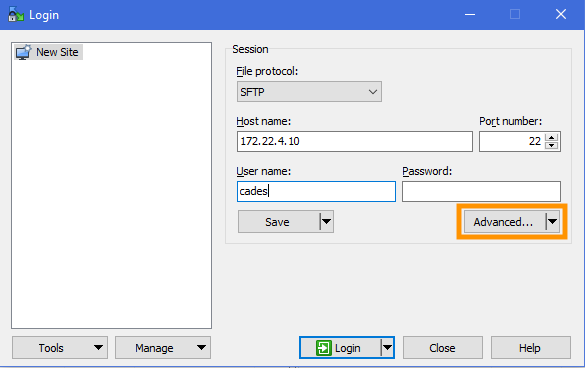 Login
New Site
Session
File protocol:
SFTP
Host name:
Port number:
172.22.4.10
22
User name:
Password:
cades
Save
Advanced...
Tools
Manage
Login
Close
Help